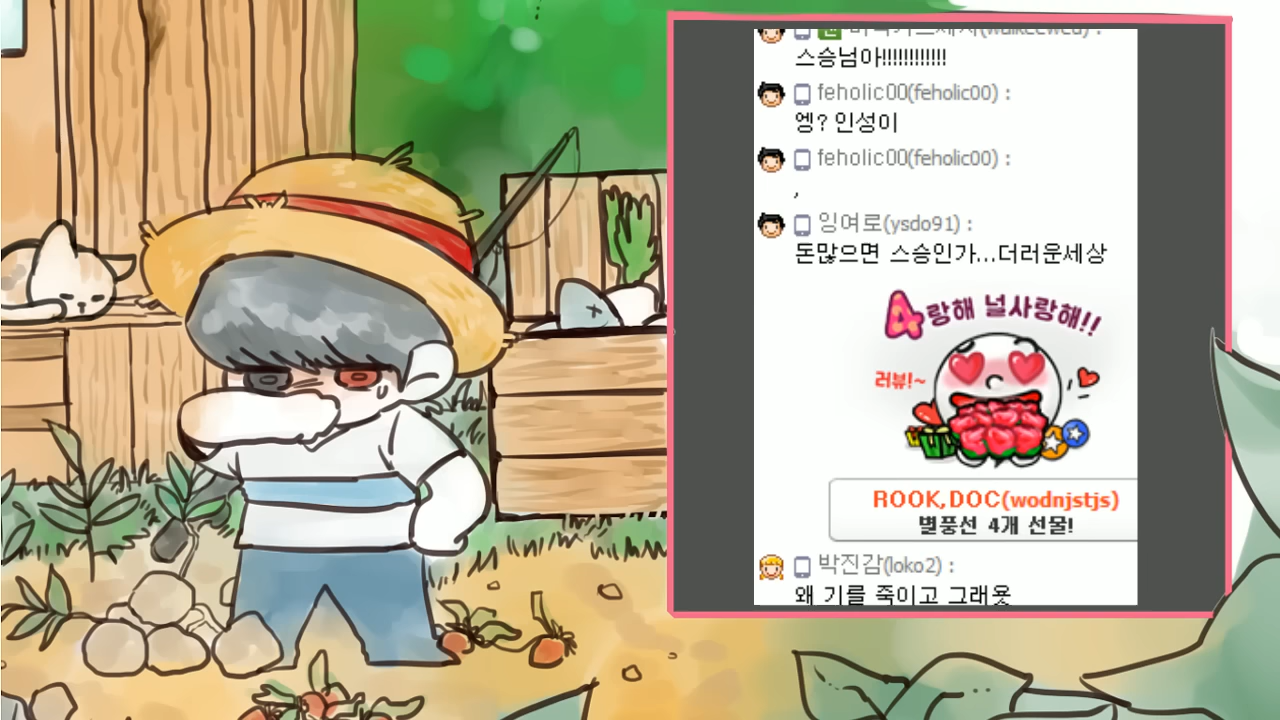 스승님아!!!!!!!!!!!!
feholic00(feholic00) :
엥? 인성이
feholic00(feholic00) :
,
잉여로(ysdo91) :
돈많으면 스승인가...더러운세상
4랑해 널사랑해!!
러뷰!~
ROOK,DOC(wodnjstjs)
별풍선 4개 선물!
박진감(loko2) :
왜 기를 죽이고 그래욧